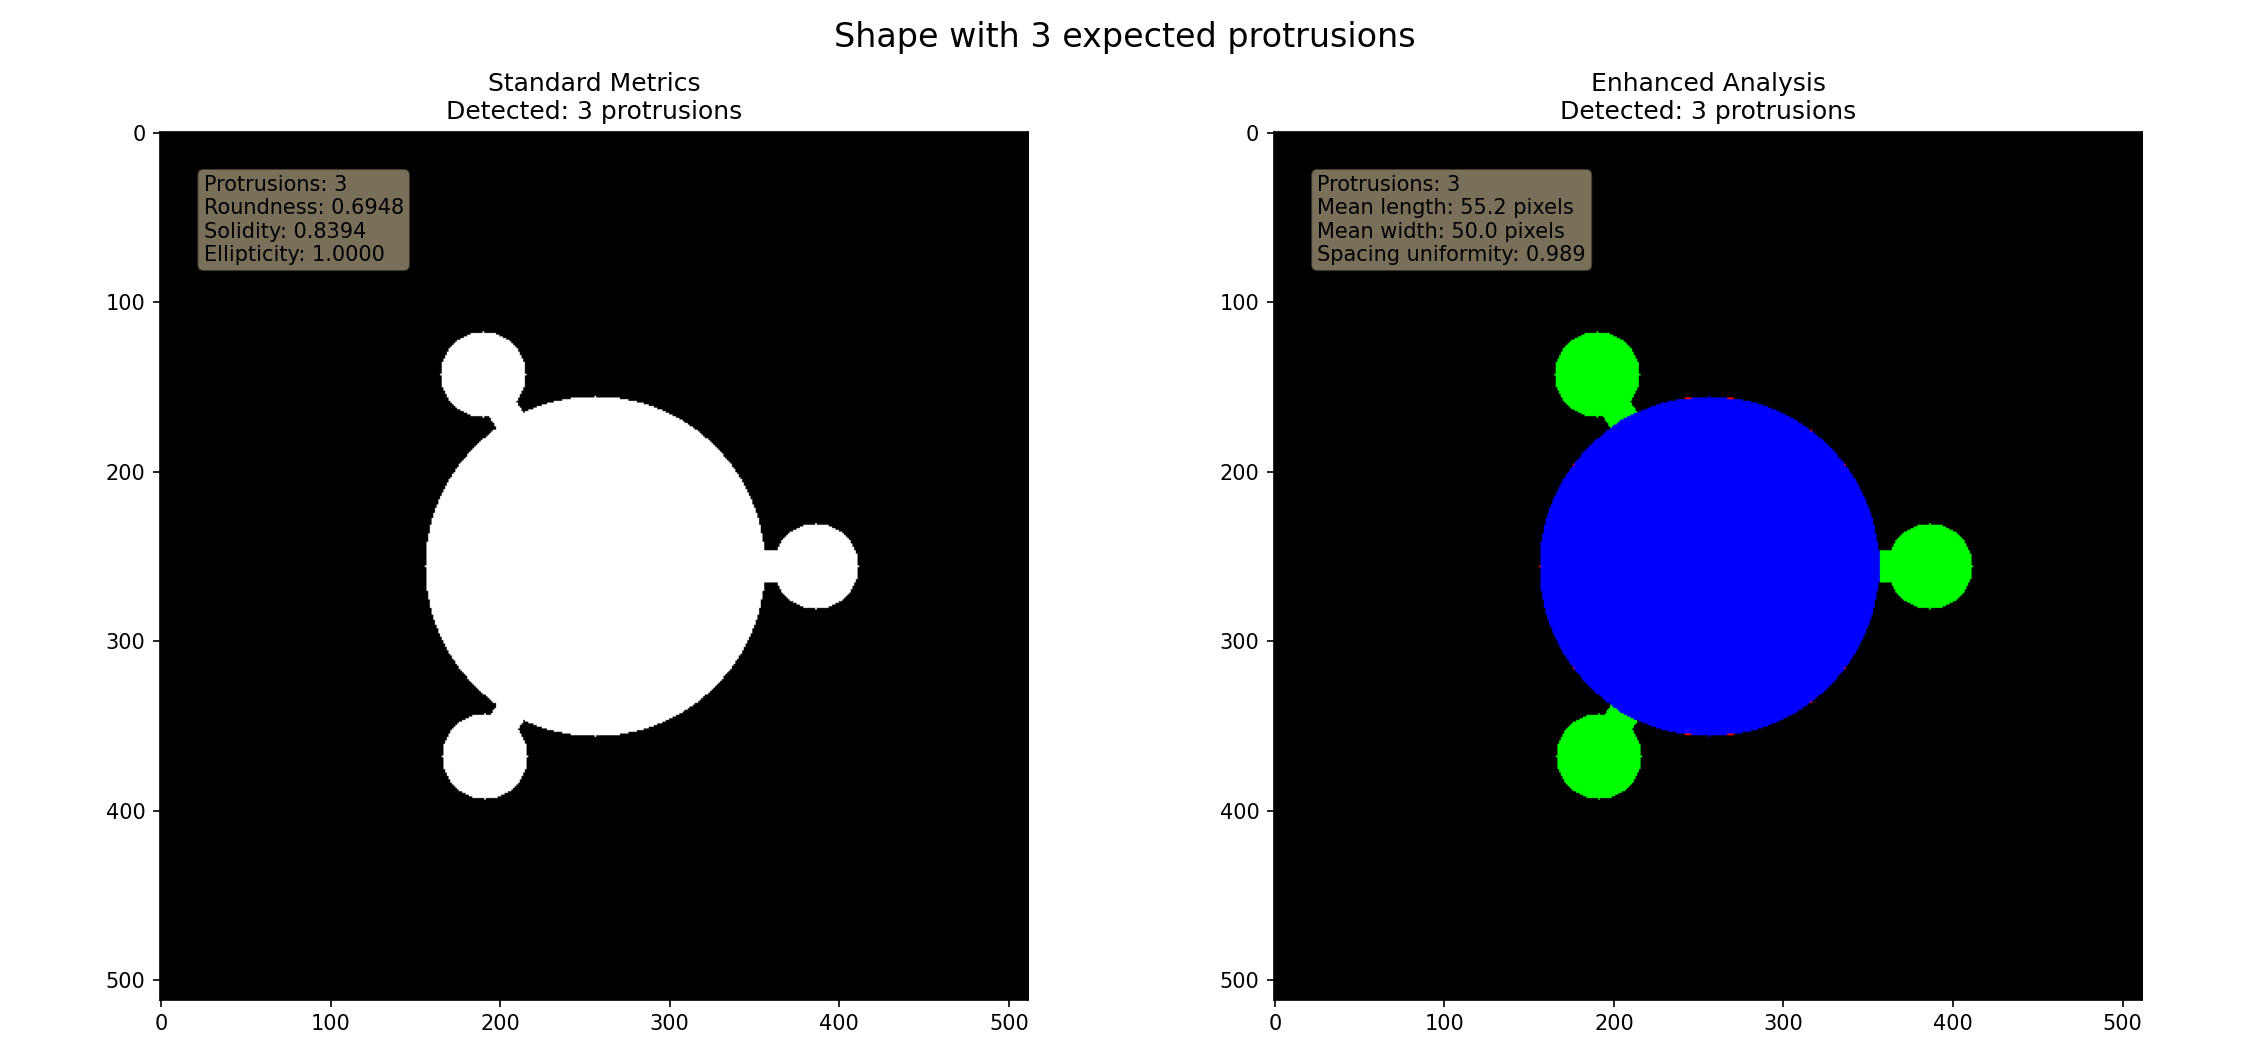 Shape with 3 expected protrusions
Standard Metrics
Detected: 3 protrusions
Protrusions: 3
Roundness: 0.6948
Solidity: 0.8394
Ellipticity: 1.0000
0
100
200
300
400
500
0
100
200
300
400
500
Enhanced Analysis
Detected: 3 protrusions
Protrusions: 3
Mean length: 55.2 pixels
Mean width: 50.0 pixels
Spacing uniformity: 0.989
0
100
200
300
400
500
0
100
200
300
400
500